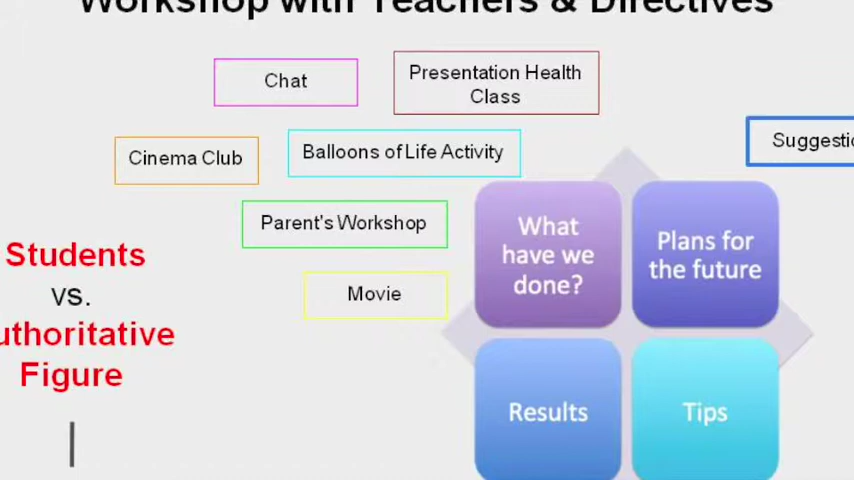 Workshop with Teachers & Directives
Chat
Presentation Health
Class
Suggestio
Cinema Club
Balloons of Life Activity
Parent's Workshop
Movie
Students
vs.
uthoritative
Figure
What
have we
done?
Plans for
the future
Results
Tips